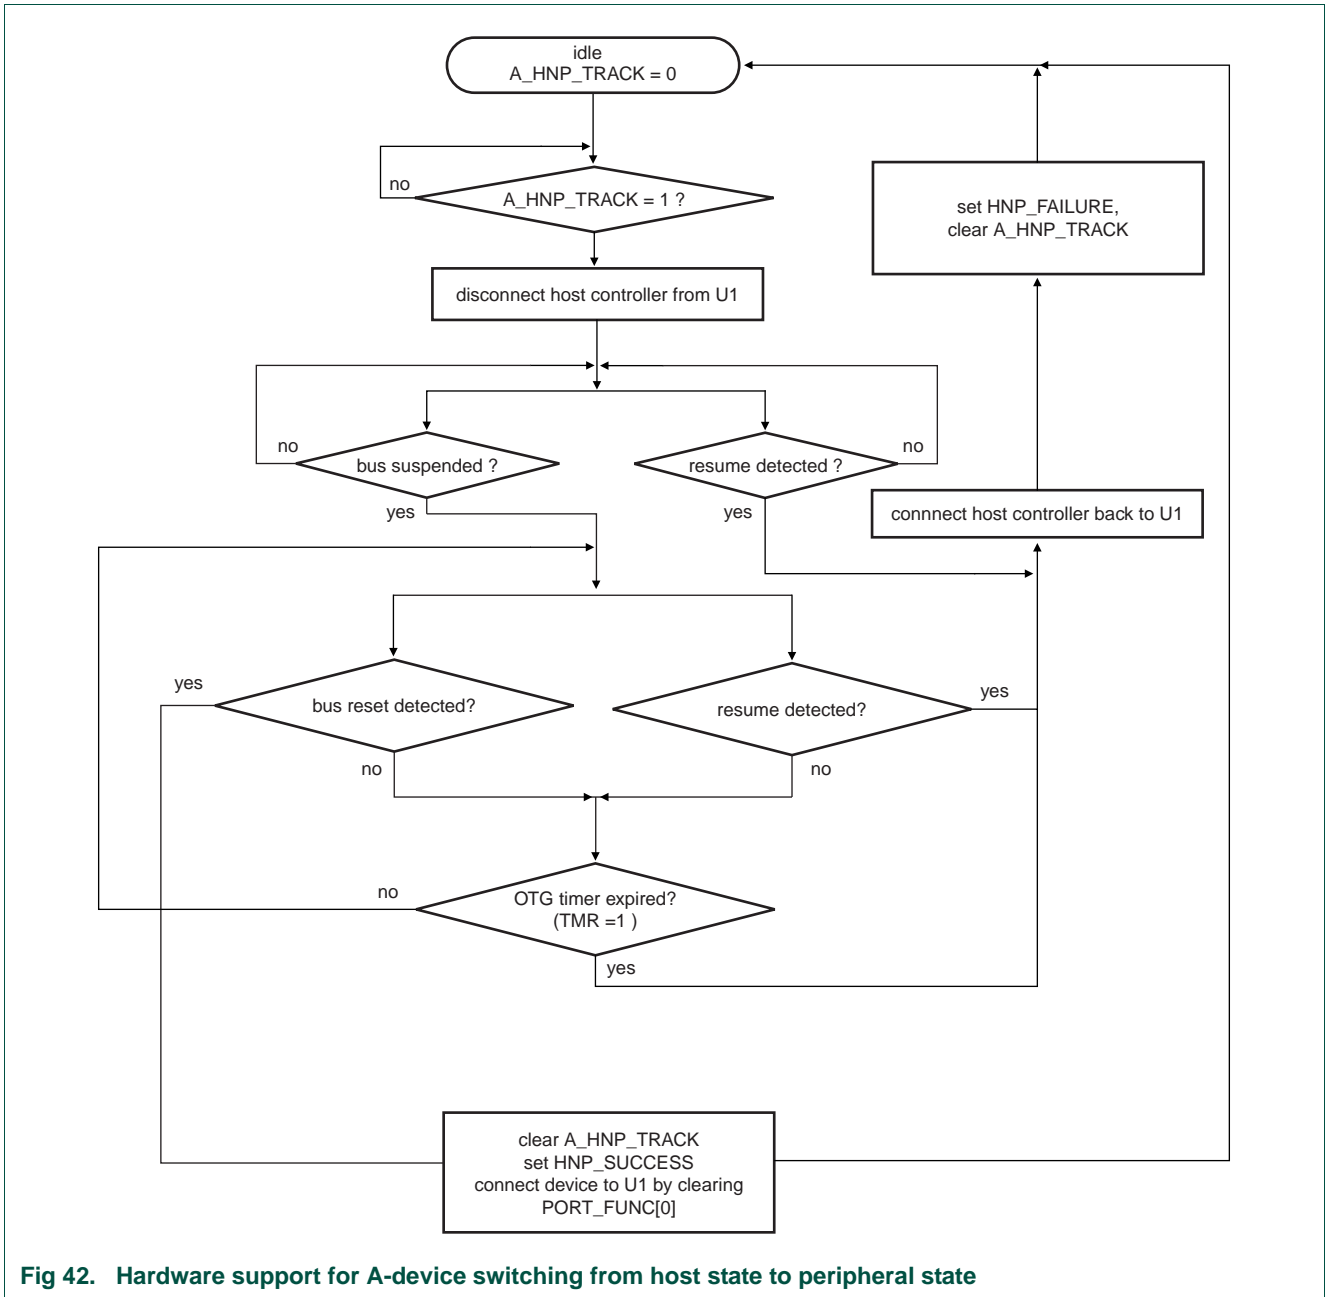 idle
A_HNP_TRACK = 0
no
A_HNP_TRACK = 1 ?
set HNP_FAILURE,
clear A_HNP_TRACK
disconnect host controller from U1
no
bus suspended ?
resume detected ?
no
yes
yes
connnect host controller back to U1
yes
bus reset detected?
resume detected?
yes
no
no
no
OTG timer expired?
(TMR =1 )
yes
clear A_HNP_TRACK
set HNP_SUCCESS
connect device to U1 by clearing
PORT_FUNC[0]
Fig 42. Hardware support for A-device switching from host state to peripheral state